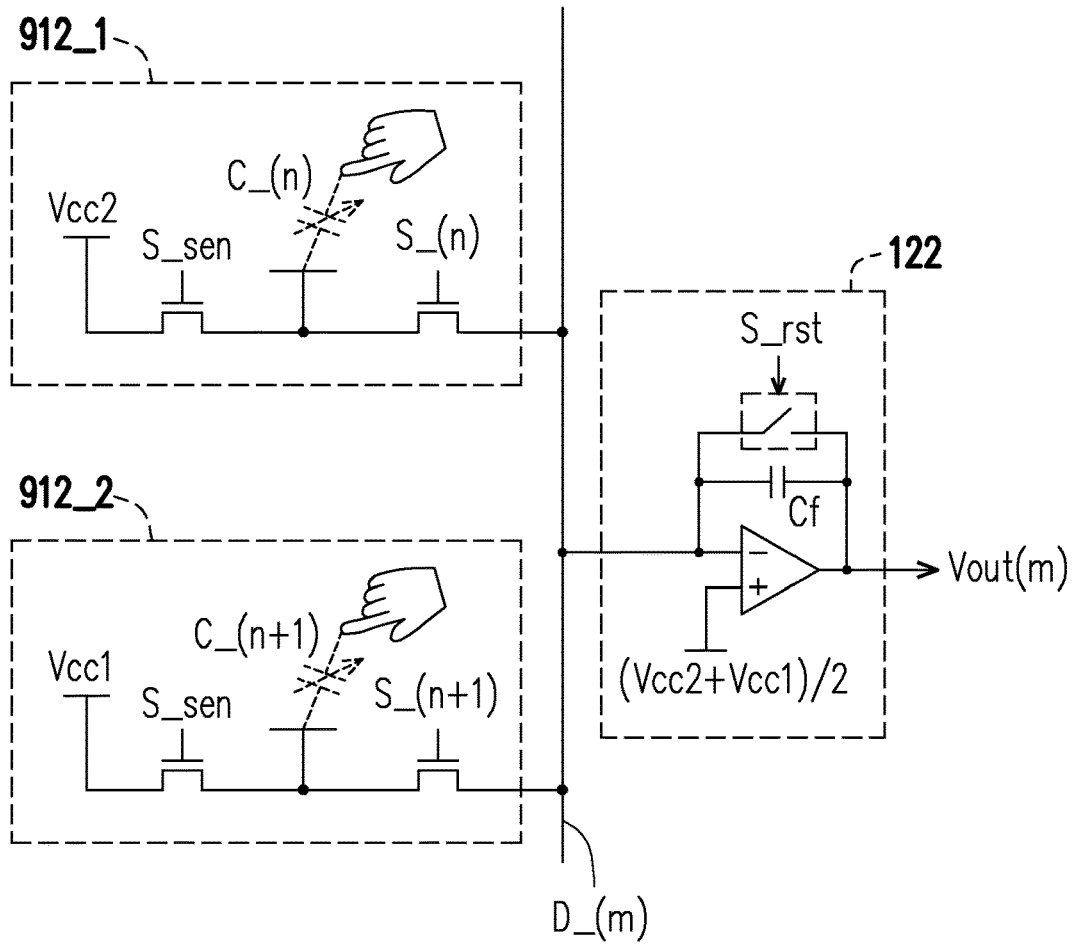 912_1
C_(n)
Vcc2
S_sen
S_(n)
122
S_rst
Cf
−
+
Vout(m)
(Vcc2+Vcc1)/2
912_2
C_(n+1)
Vcc1
S_sen
S_(n+1)
D_(m)